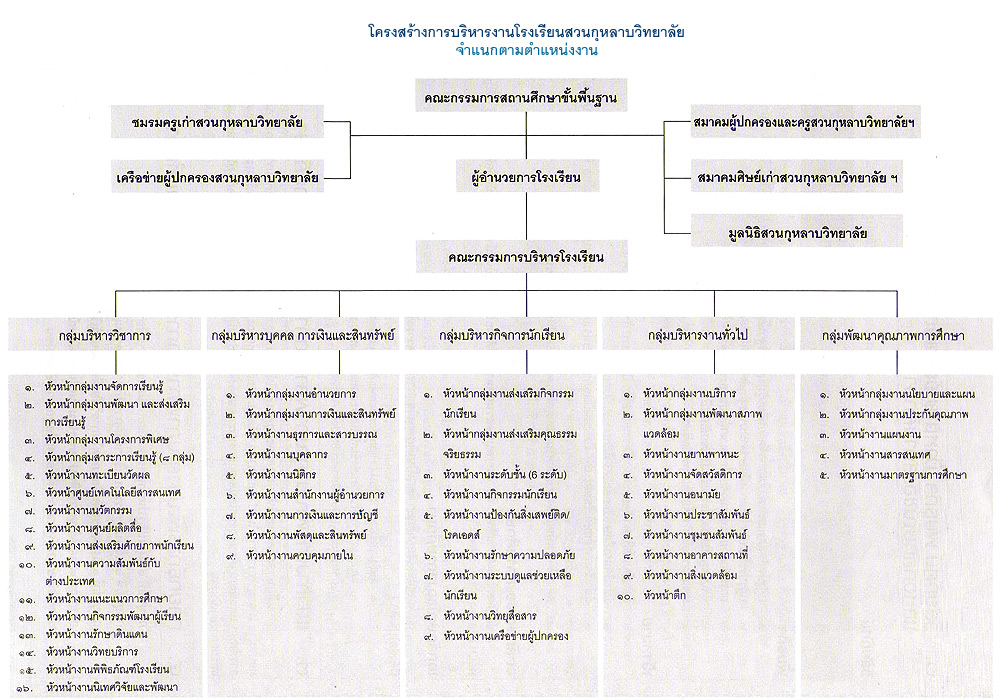 โครงสร้างการบริหารงานโรงเรียนสวนกุหลาบวิทยาลัย
จำแนกตามตำแหน่งงาน
คณะกรรมการสถานศึกษาขั้นพื้นฐาน
ชมรมครูเก่าสวนกุหลาบวิทยาลัย
สมาคมผู้ปกครองและครูสวนกุหลาบวิทยาลัยฯ
เครือข่ายผู้ปกครองสวนกุหลาบวิทยาลัย
ผู้อำนวยการโรงเรียน
สมาคมศิษย์เก่าสวนกุหลาบวิทยาลัย ฯ
มูลนิธิสวนกุหลาบวิทยาลัย
คณะกรรมการบริหารโรงเรียน
กลุ่มบริหารวิชาการ
๑. หัวหน้ากลุ่มงานจัดการเรียนรู้
๒. หัวหน้ากลุ่มงานพัฒนา และส่งเสริม
การเรียนรู้
๓. หัวหน้ากลุ่มงานโครงการพิเศษ
๔. หัวหน้ากลุ่มสาระการเรียนรู้ (๘ กลุ่ม)
๕. หัวหน้างานทะเบียนวัดผล
๖. หัวหน้าศูนย์เทคโนโลยีสารสนเทศ
๗. หัวหน้างานนวัตกรรม
๘. หัวหน้างานศูนย์ผลิตสื่อ
๙. หัวหน้างานส่งเสริมศักยภาพนักเรียน
๑๐. หัวหน้างานความสัมพันธ์กับ
ต่างประเทศ
๑๑. หัวหน้างานแนะแนวการศึกษา
๑๒. หัวหน้างานกิจกรรมพัฒนาผู้เรียน
๑๓. หัวหน้างานรักษาดินแดน
๑๔. หัวหน้างานวิทยบริการ
๑๕. หัวหน้างานพิพิธภัณฑ์โรงเรียน
๑๖. หัวหน้างานนิเทศวิจัยและพัฒนา
กลุ่มบริหารบุคคล การเงินและสินทรัพย์
๑. หัวหน้ากลุ่มงานอำนวยการ
๒. หัวหน้ากลุ่มงานการเงินและสินทรัพย์
๓. หัวหน้างานธุรการและสารบรรณ
๔. หัวหน้างานบุคลากร
๕. หัวหน้างานนิติกร
๖. หัวหน้างานสำนักงานผู้อำนวยการ
๗. หัวหน้างานการเงินและการบัญชี
๘. หัวหน้างานพัสดุและสินทรัพย์
๙. หัวหน้างานควบคุมภายใน
กลุ่มบริหารกิจการนักเรียน
๑. หัวหน้ากลุ่มงานส่งเสริมกิจกรรม
นักเรียน
๒. หัวหน้ากลุ่มงานส่งเสริมคุณธรรม
จริยธรรม
๓. หัวหน้างานระดับชั้น (6 ระดับ)
๔. หัวหน้างานกิจกรรมนักเรียน
๕. หัวหน้างานป้องกันสิ่งเสพย์ติด/
โรคเอดส์
๖. หัวหน้างานรักษาความปลอดภัย
๗. หัวหน้างานระบบดูแลช่วยเหลือ
นักเรียน
๘. หัวหน้างานวิทยุสื่อสาร
๙. หัวหน้างานเครือข่ายผู้ปกครอง
กลุ่มบริหารงานทั่วไป
๑. หัวหน้ากลุ่มงานบริการ
๒. หัวหน้ากลุ่มงานพัฒนาสภาพ
แวดล้อม
๓. หัวหน้างานยานพาหนะ
๔. หัวหน้างานจัดสวัสดิการ
๕. หัวหน้างานอนามัย
๖. หัวหน้างานประชาสัมพันธ์
๗. หัวหน้างานชุมชนสัมพันธ์
๘. หัวหน้างานอาคารสถานที่
๙. หัวหน้างานสิ่งแวดล้อม
๑๐. หัวหน้าตึก
กลุ่มพัฒนาคุณภาพการศึกษา
๑. หัวหน้ากลุ่มงานนโยบายและแผน
๒. หัวหน้ากลุ่มงานประกันคุณภาพ
๓. หัวหน้างานแผนงาน
๔. หัวหน้างานสารสนเทศ
๕. หัวหน้างานมาตรฐานการศึกษา